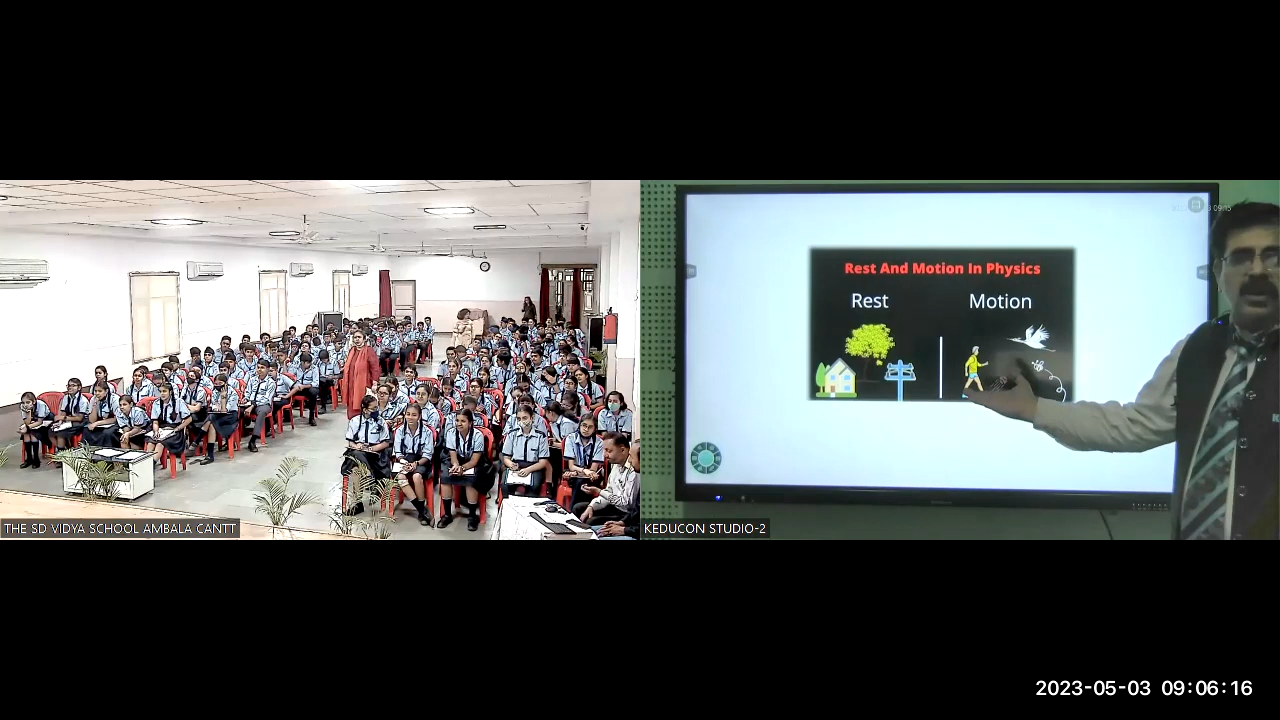 THE SD VIDYA SCHOOL AMBALA CANTT
Rest And Motion In Physics
Rest
Motion
KEDUCON STUDIO-2
2023-05-03 09:06:16